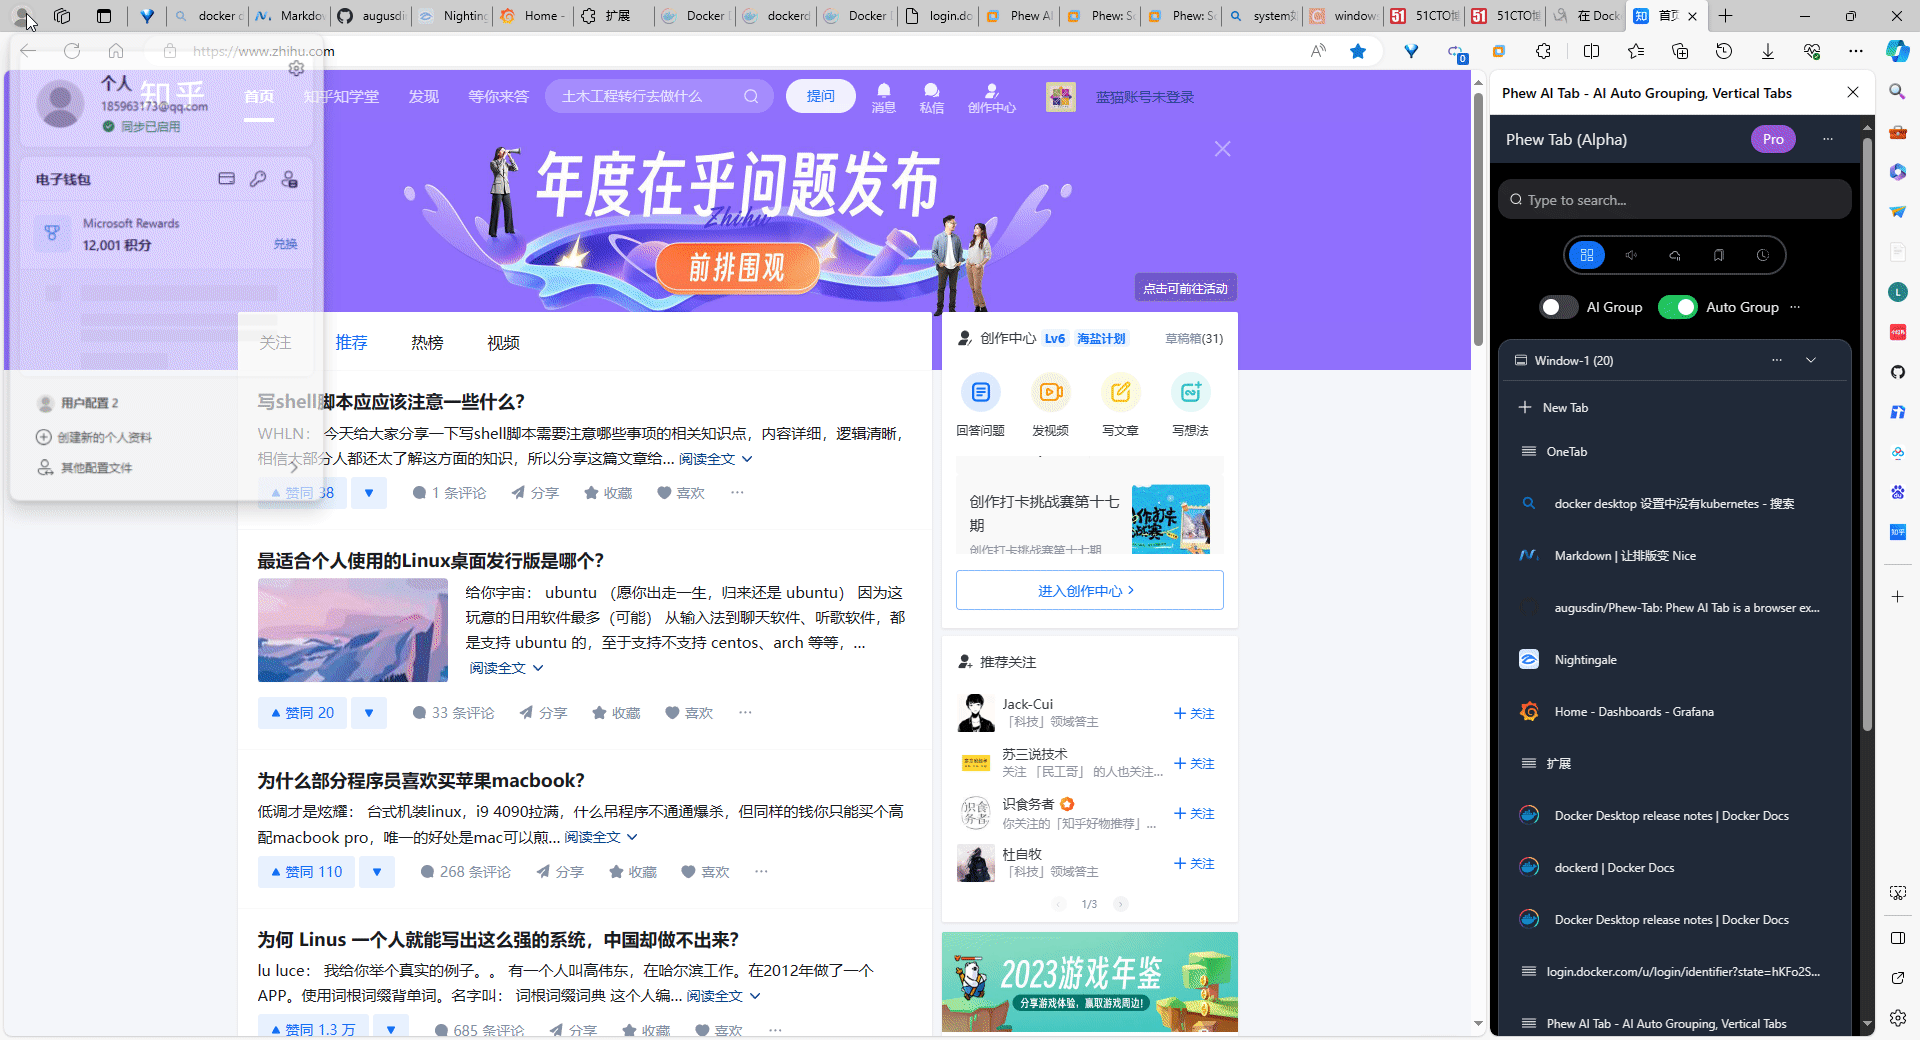 docker d
Markdow
augusdin
Nighting
Home -
扩展
Docker D
dockerd
Docker D
login.do
Phew AI
Phew: S
Phew: S
system
window
51CTO博
51CTO博
在 Dock
首页
https://www.zhihu.com
0
个人
185963173@qq.com
同步已启用
电子钱包
Microsoft Rewards
12,001 积分
兑换
用户配置 2
创建新的个人资料
其他配置文件
知乎
首页
知乎知学堂
发现
等你来答
土木工程转行去做什么
提问
消息
私信
创作中心
蓝猫账号未登录
年度在乎问题发布
Zhihu
前排围观
点击可前往活动
关注
推荐
热榜
视频
写shell脚本应应该注意一些什么？
WHLN： 今天给大家分享一下写shell脚本需要注意哪些事项的相关知识点，内容详细，逻辑清晰，
相信大部分人都还太了解这方面的知识，所以分享这篇文章给... 阅读全文
赞同 38
1 条评论
分享
收藏
喜欢
最适合个人使用的Linux桌面发行版是哪个？
给你宇宙： ubuntu （愿你出走一生，归来还是 ubuntu） 因为这
玩意的日用软件最多（可能） 从输入法到聊天软件、听歌软件，都
是支持 ubuntu 的，至于支持不支持 centos、arch 等等，...
阅读全文
赞同 20
33 条评论
分享
收藏
喜欢
为什么部分程序员喜欢买苹果macbook？
低调才是炫耀： 台式机装linux，i9 4090拉满，什么吊程序不通通爆杀，但同样的钱你只能买个高
配macbook pro，唯一的好处是mac可以煎... 阅读全文
赞同 110
268 条评论
分享
收藏
喜欢
为何 Linus 一个人就能写出这么强的系统，中国却做不出来？
lu luce： 我给你举个真实的例子。。 有一个人叫高伟东，在哈尔滨工作。在2012年做了一个
APP。使用词根词缀背单词。名字叫： 词根词缀词典 这个人编... 阅读全文
赞同 1.3 万
685 条评论
分享
收藏
喜欢
创作中心 Lv6 海盐计划
草稿箱(31)
回答问题
发视频
写文章
写想法
创作打卡挑战赛第十七
期
创作打卡挑战赛第十七期
进入创作中心
推荐关注
Jack-Cui
「科技」领域答主
关注
苏三说技术
关注 「民工哥」 的人也关注...
关注
识食务者
你关注的「知乎好物推荐」...
关注
杜自牧
「科技」领域答主
关注
1/3
2023游戏年鉴
分享游戏体验，赢取游戏周边！
Phew AI Tab - AI Auto Grouping, Vertical Tabs
Phew Tab (Alpha)
Pro
Type to search...
AI Group
Auto Group
Window-1 (20)
New Tab
OneTab
docker desktop 设置中没有kubernetes - 搜索
Markdown | 让排版变 Nice
augusdin/Phew-Tab: Phew AI Tab is a browser ex...
Nightingale
Home - Dashboards - Grafana
扩展
Docker Desktop release notes | Docker Docs
dockerd | Docker Docs
Docker Desktop release notes | Docker Docs
login.docker.com/u/login/identifier?state=hKFo2S...
Phew AI Tab - AI Auto Grouping, Vertical Tabs
L
知乎